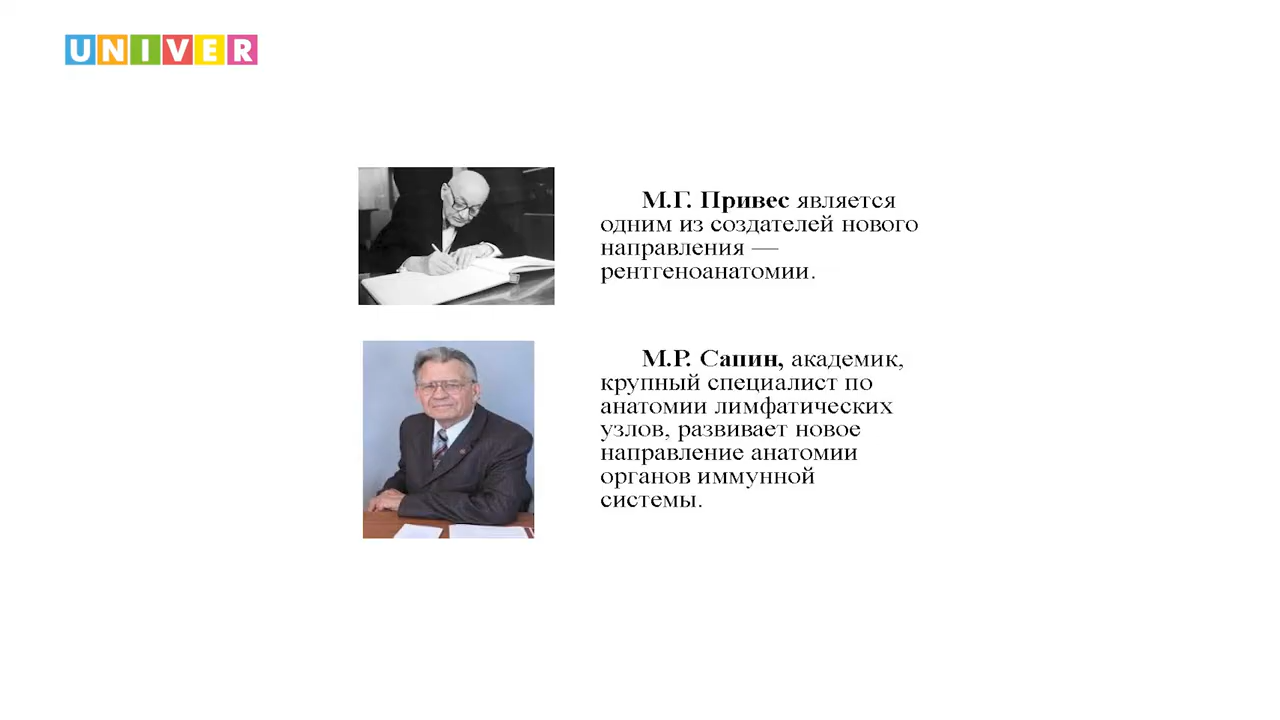 UNIVER
М.Г. Привес является
одним из создателей нового
направления —
рентгеноанатомии.
М.Р. Сапин, академик,
крупный специалист по
анатомии лимфатических
узлов, развивает новое
направление анатомии
органов иммунной
системы.